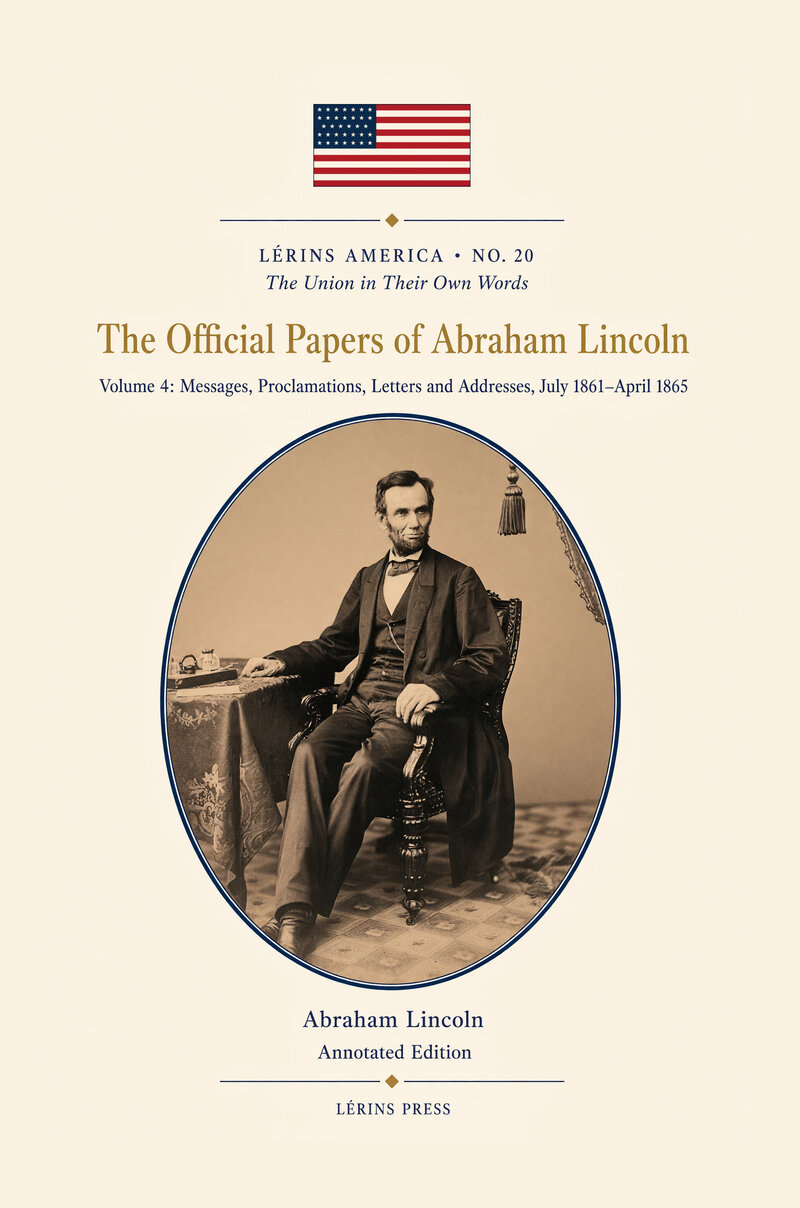 LÉRINS AMERICA • NO. 20
The Union in Their Own Words
The Official Papers of Abraham Lincoln
Volume 4: Messages, Proclamations, Letters and Addresses, July 1861–April 1865
Abraham Lincoln
Annotated Edition
LÉRINS PRESS